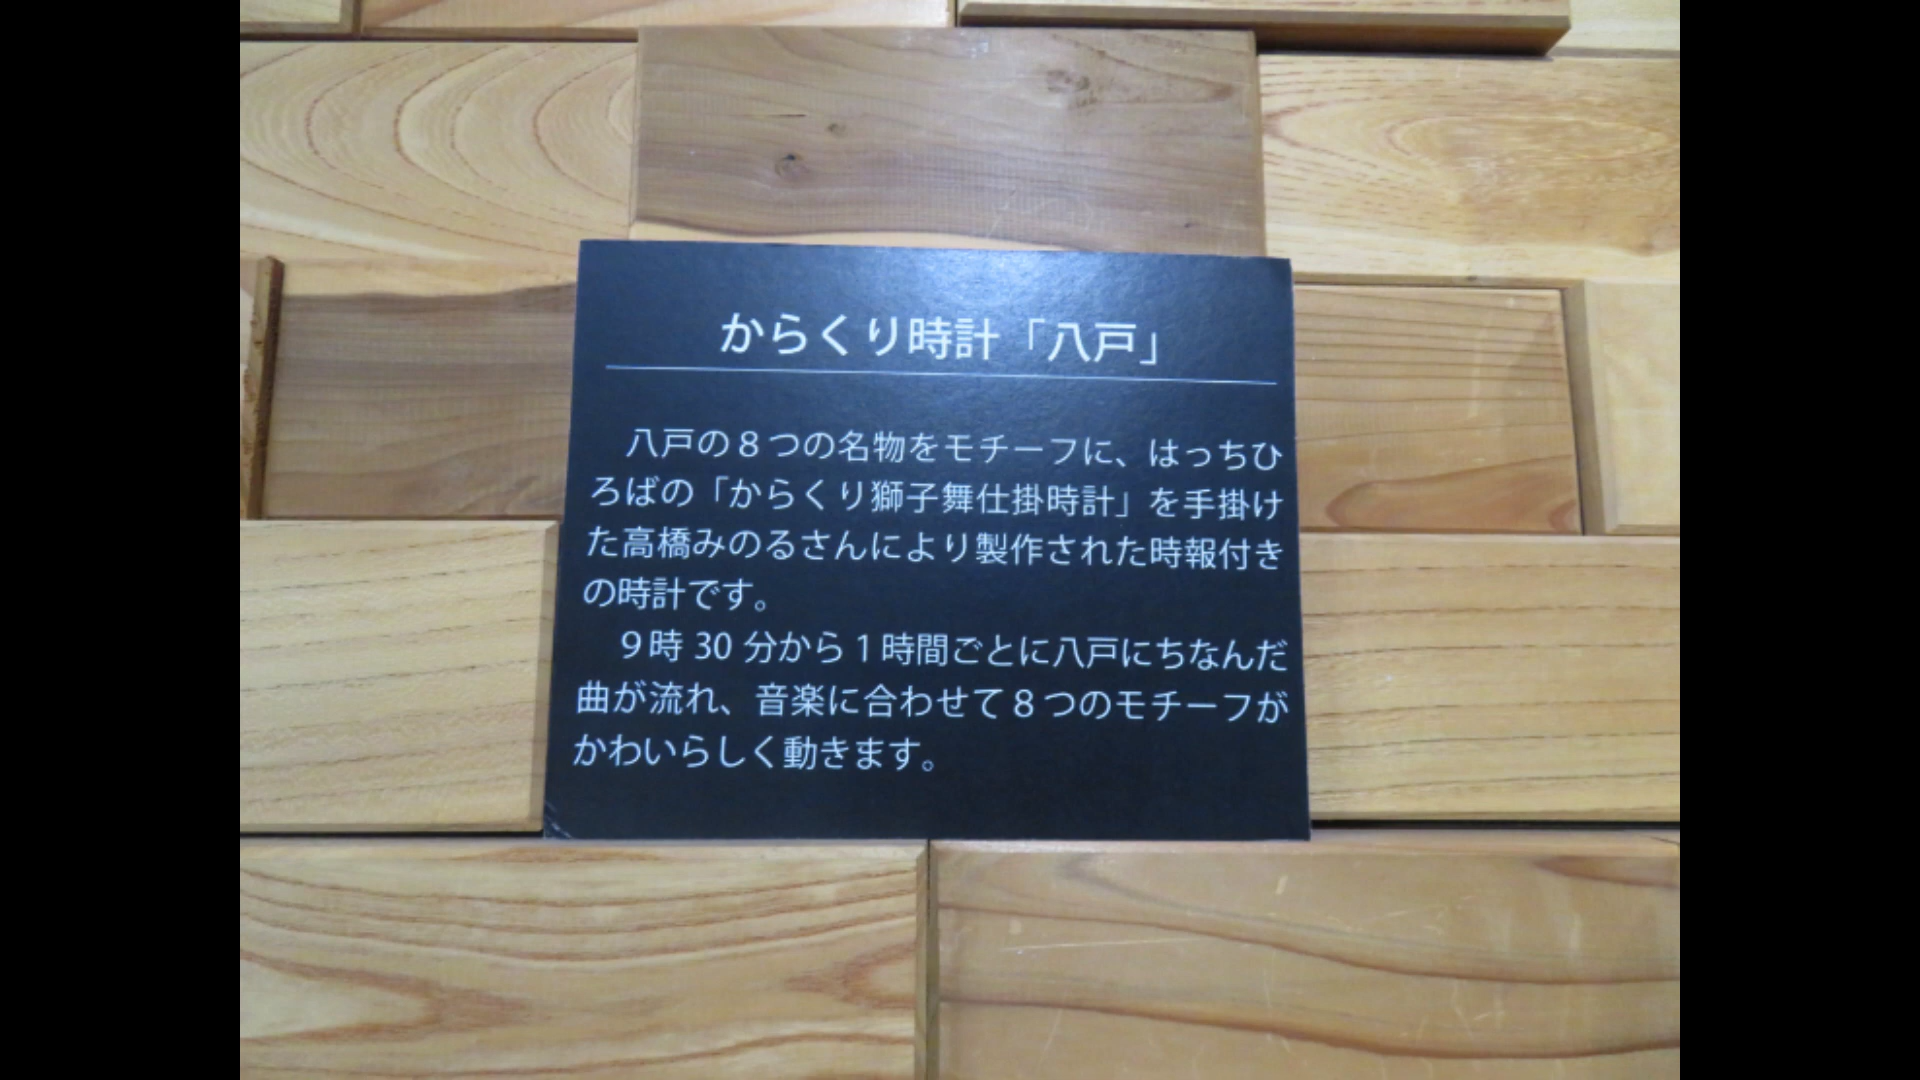 からくり時計「八戸」
八戸の８つの名物をモチーフに、はっちひ
ろばの「からくり獅子舞仕掛時計」を手掛け
た高橋みのるさんにより製作された時報付き
の時計です。
９時 30 分から１時間ごとに八戸にちなんだ
曲が流れ、音楽に合わせて８つのモチーフが
かわいらしく動きます。